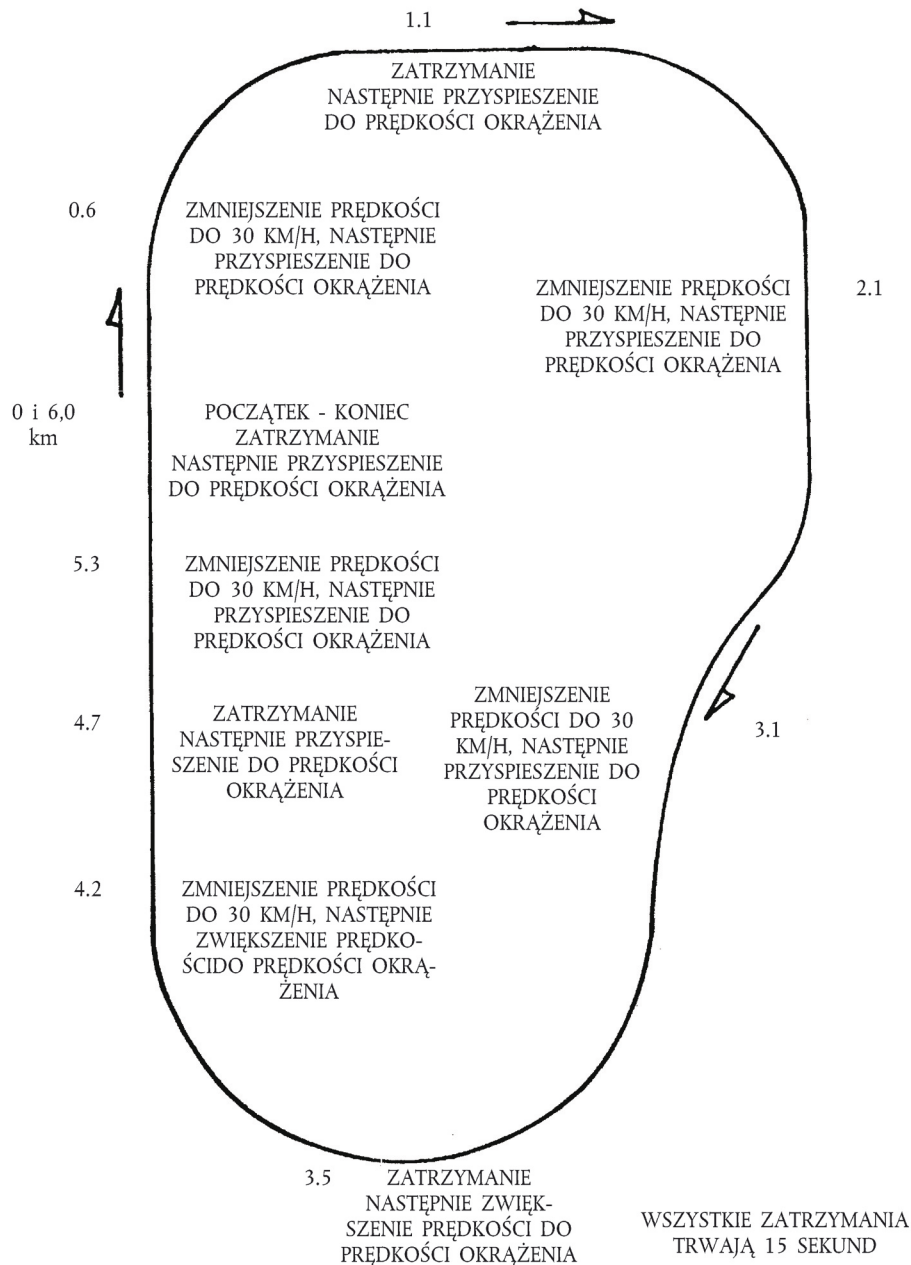 1.1
ZATRZYMANIE
NASTĘPNIE PRZYSPIESZENIE
DO PRĘDKOŚCI OKRĄŻENIA
0.6
ZMNIEJSZENIE PRĘDKOŚCI
DO 30 KM/H, NASTĘPNIE
PRZYSPIESZENIE DO
PRĘDKOŚCI OKRĄŻENIA
ZMNIEJSZENIE PRĘDKOŚCI
DO 30 KM/H, NASTĘPNIE
PRZYSPIESZENIE DO
PRĘDKOŚCI OKRĄŻENIA
2.1
0 i 6,0
km
POCZĄTEK - KONIEC
ZATRZYMANIE
NASTĘPNIE PRZYSPIESZENIE
DO PRĘDKOŚCI OKRĄŻENIA
5.3
ZMNIEJSZENIE PRĘDKOŚCI
DO 30 KM/H, NASTĘPNIE
PRZYSPIESZENIE DO
PRĘDKOŚCI OKRĄŻENIA
4.7
ZATRZYMANIE
NASTĘPNIE PRZYSPIE-
SZENIE DO PRĘDKOŚCI
OKRĄŻENIA
ZMNIEJSZENIE
PRĘDKOŚCI DO 30
KM/H, NASTĘPNIE
PRZYSPIESZENIE DO
PRĘDKOŚCI
OKRĄŻENIA
3.1
4.2
ZMNIEJSZENIE PRĘDKOŚCI
DO 30 KM/H, NASTĘPNIE
ZWIĘKSZENIE PRĘDKO-
ŚCIDO PRĘDKOŚCI OKRĄ-
ŻENIA
3.5
ZATRZYMANIE
NASTĘPNIE ZWIĘK-
SZENIE PRĘDKOŚCI DO
PRĘDKOŚCI OKRĄŻENIA
WSZYSTKIE ZATRZYMANIA
TRWAJĄ 15 SEKUND